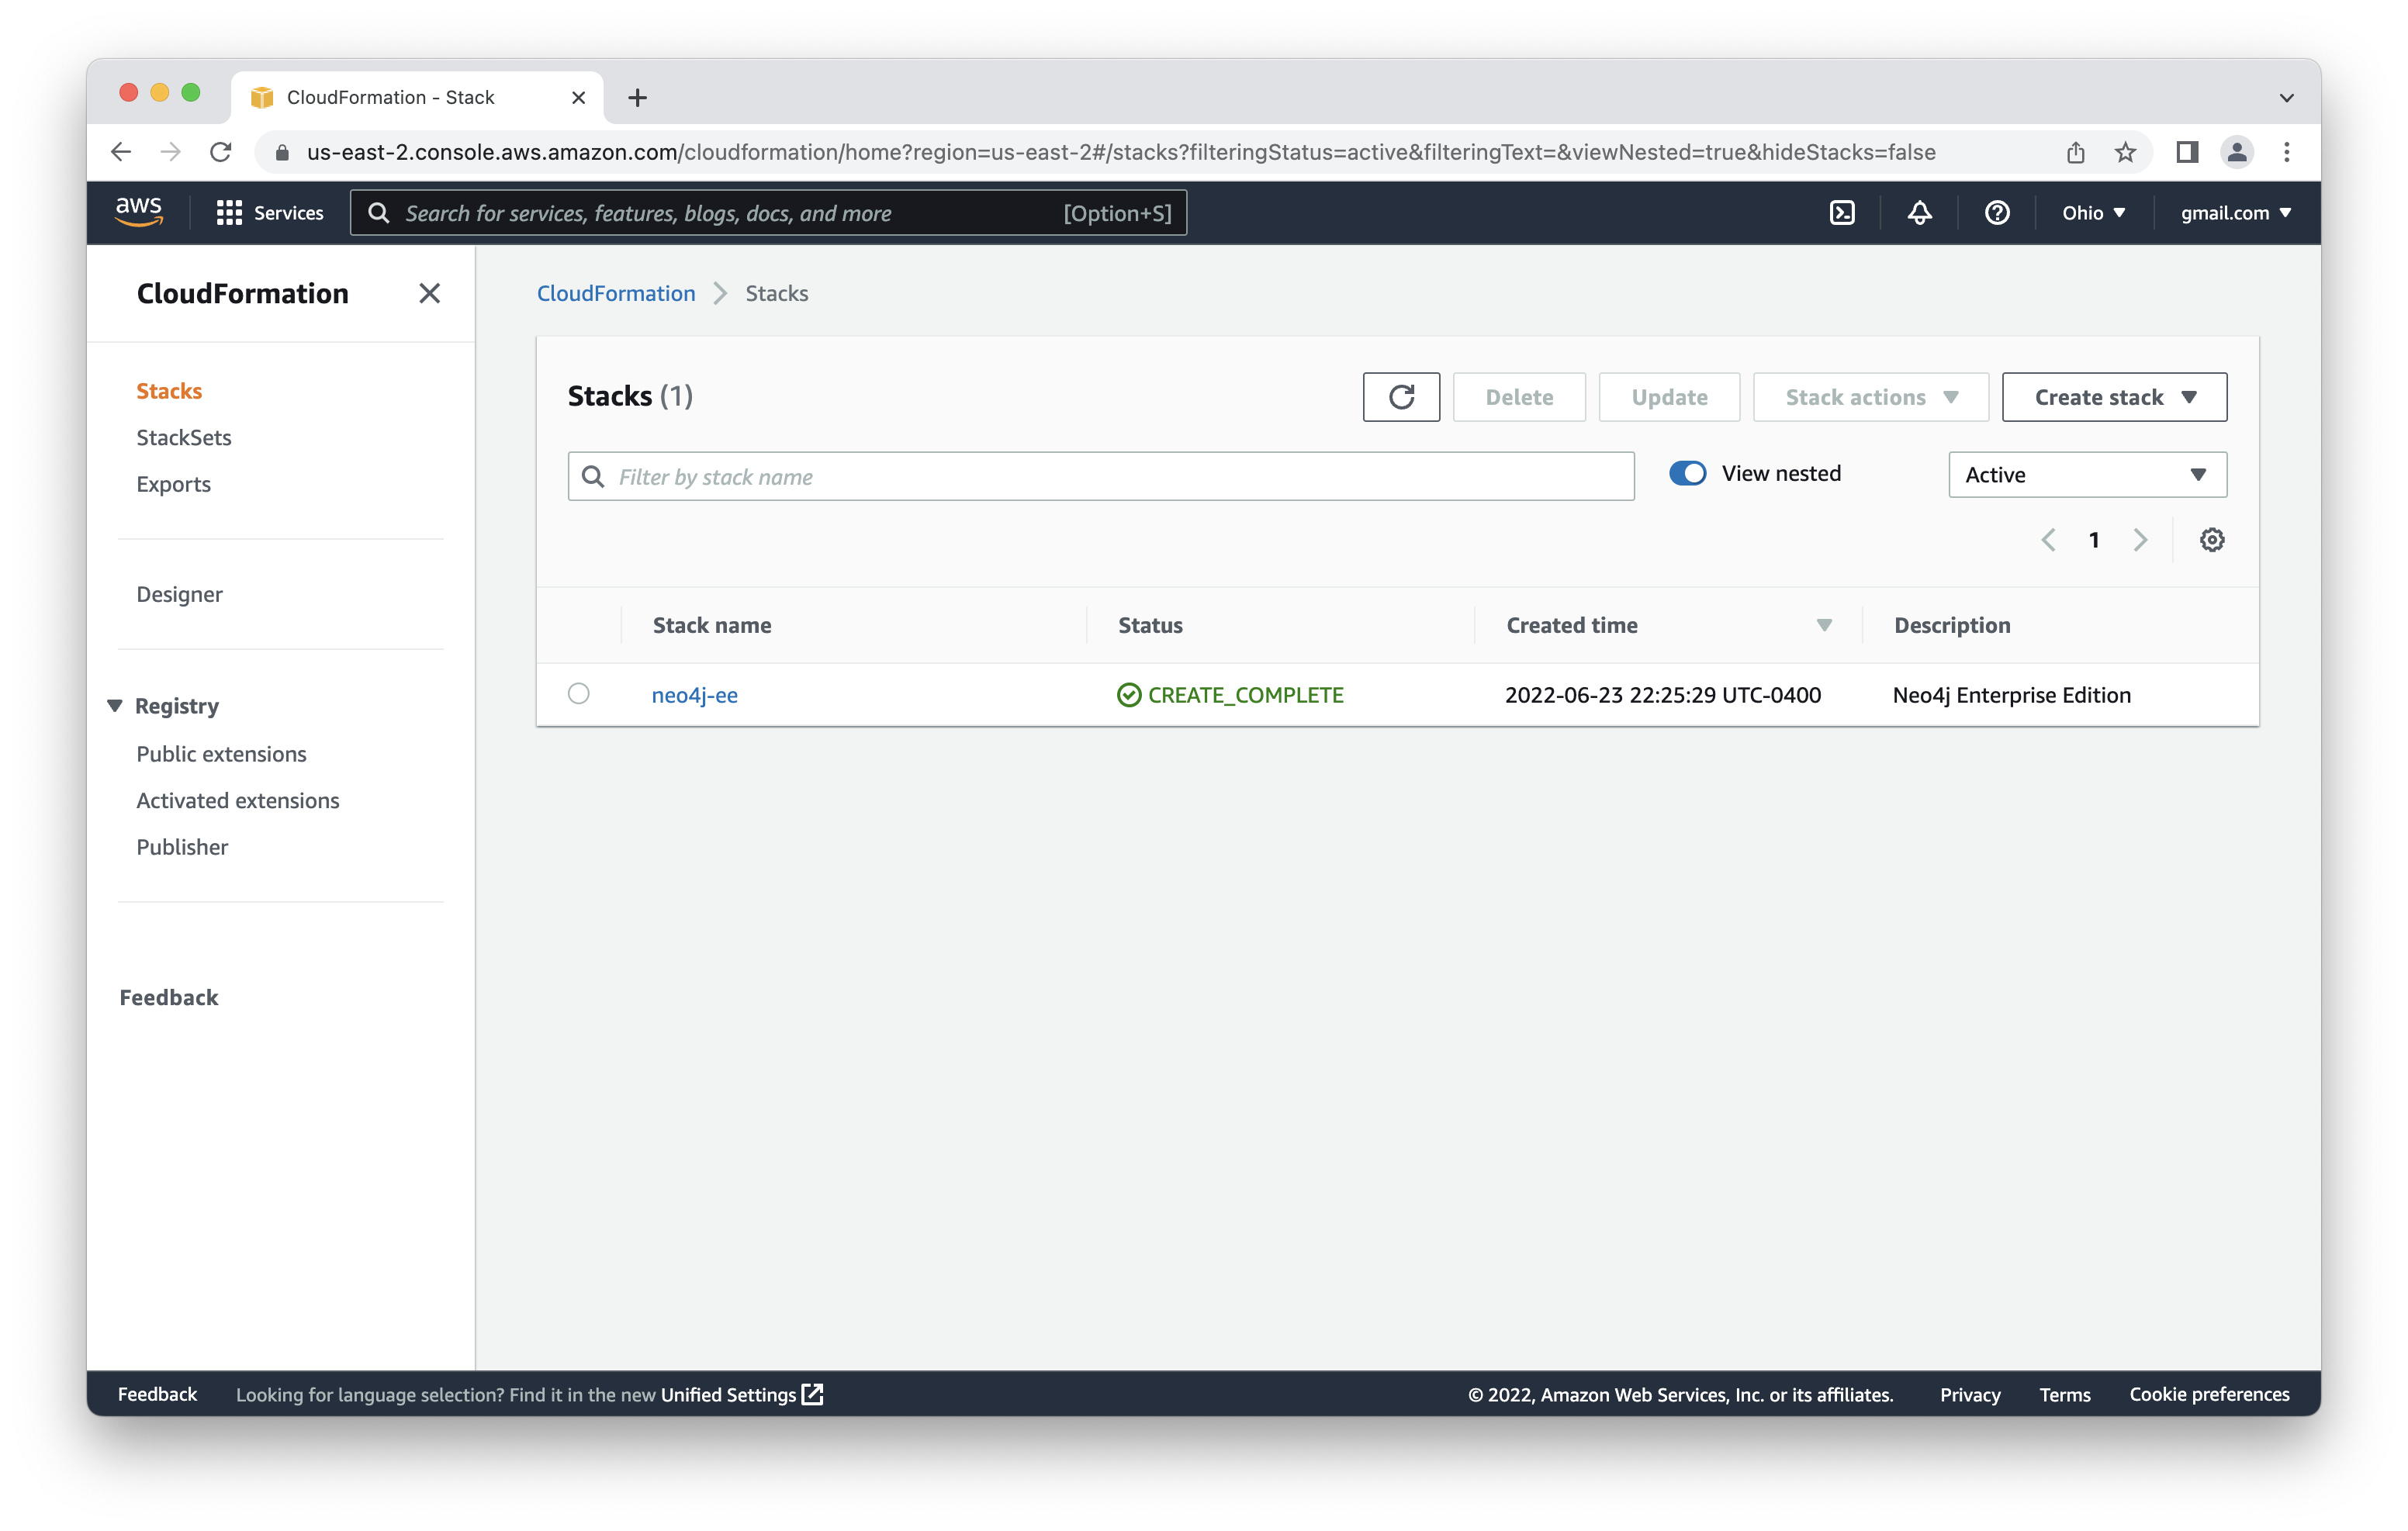 CloudFormation - Stack
us-east-2.console.aws.amazon.com/cloudformation/home?region=us-east-2#/stacks?filteringStatus=active&filteringText=&viewNested=true&hideStacks=false
aws Services Search for services, features, blogs, docs, and more [Option+S] Ohio gmail.com
CloudFormation
Stacks
StackSets
Exports
Designer
Registry
Public extensions
Activated extensions
Publisher
Feedback
CloudFormation Stacks
Stacks (1) Delete Update Stack actions Create stack
Filter by stack name View nested Active
1
Stack name Status Created time Description
neo4j-ee CREATE_COMPLETE 2022-06-23 22:25:29 UTC-0400 Neo4j Enterprise Edition
Feedback Looking for language selection? Find it in the new Unified Settings © 2022, Amazon Web Services, Inc. or its affiliates. Privacy Terms Cookie preferences